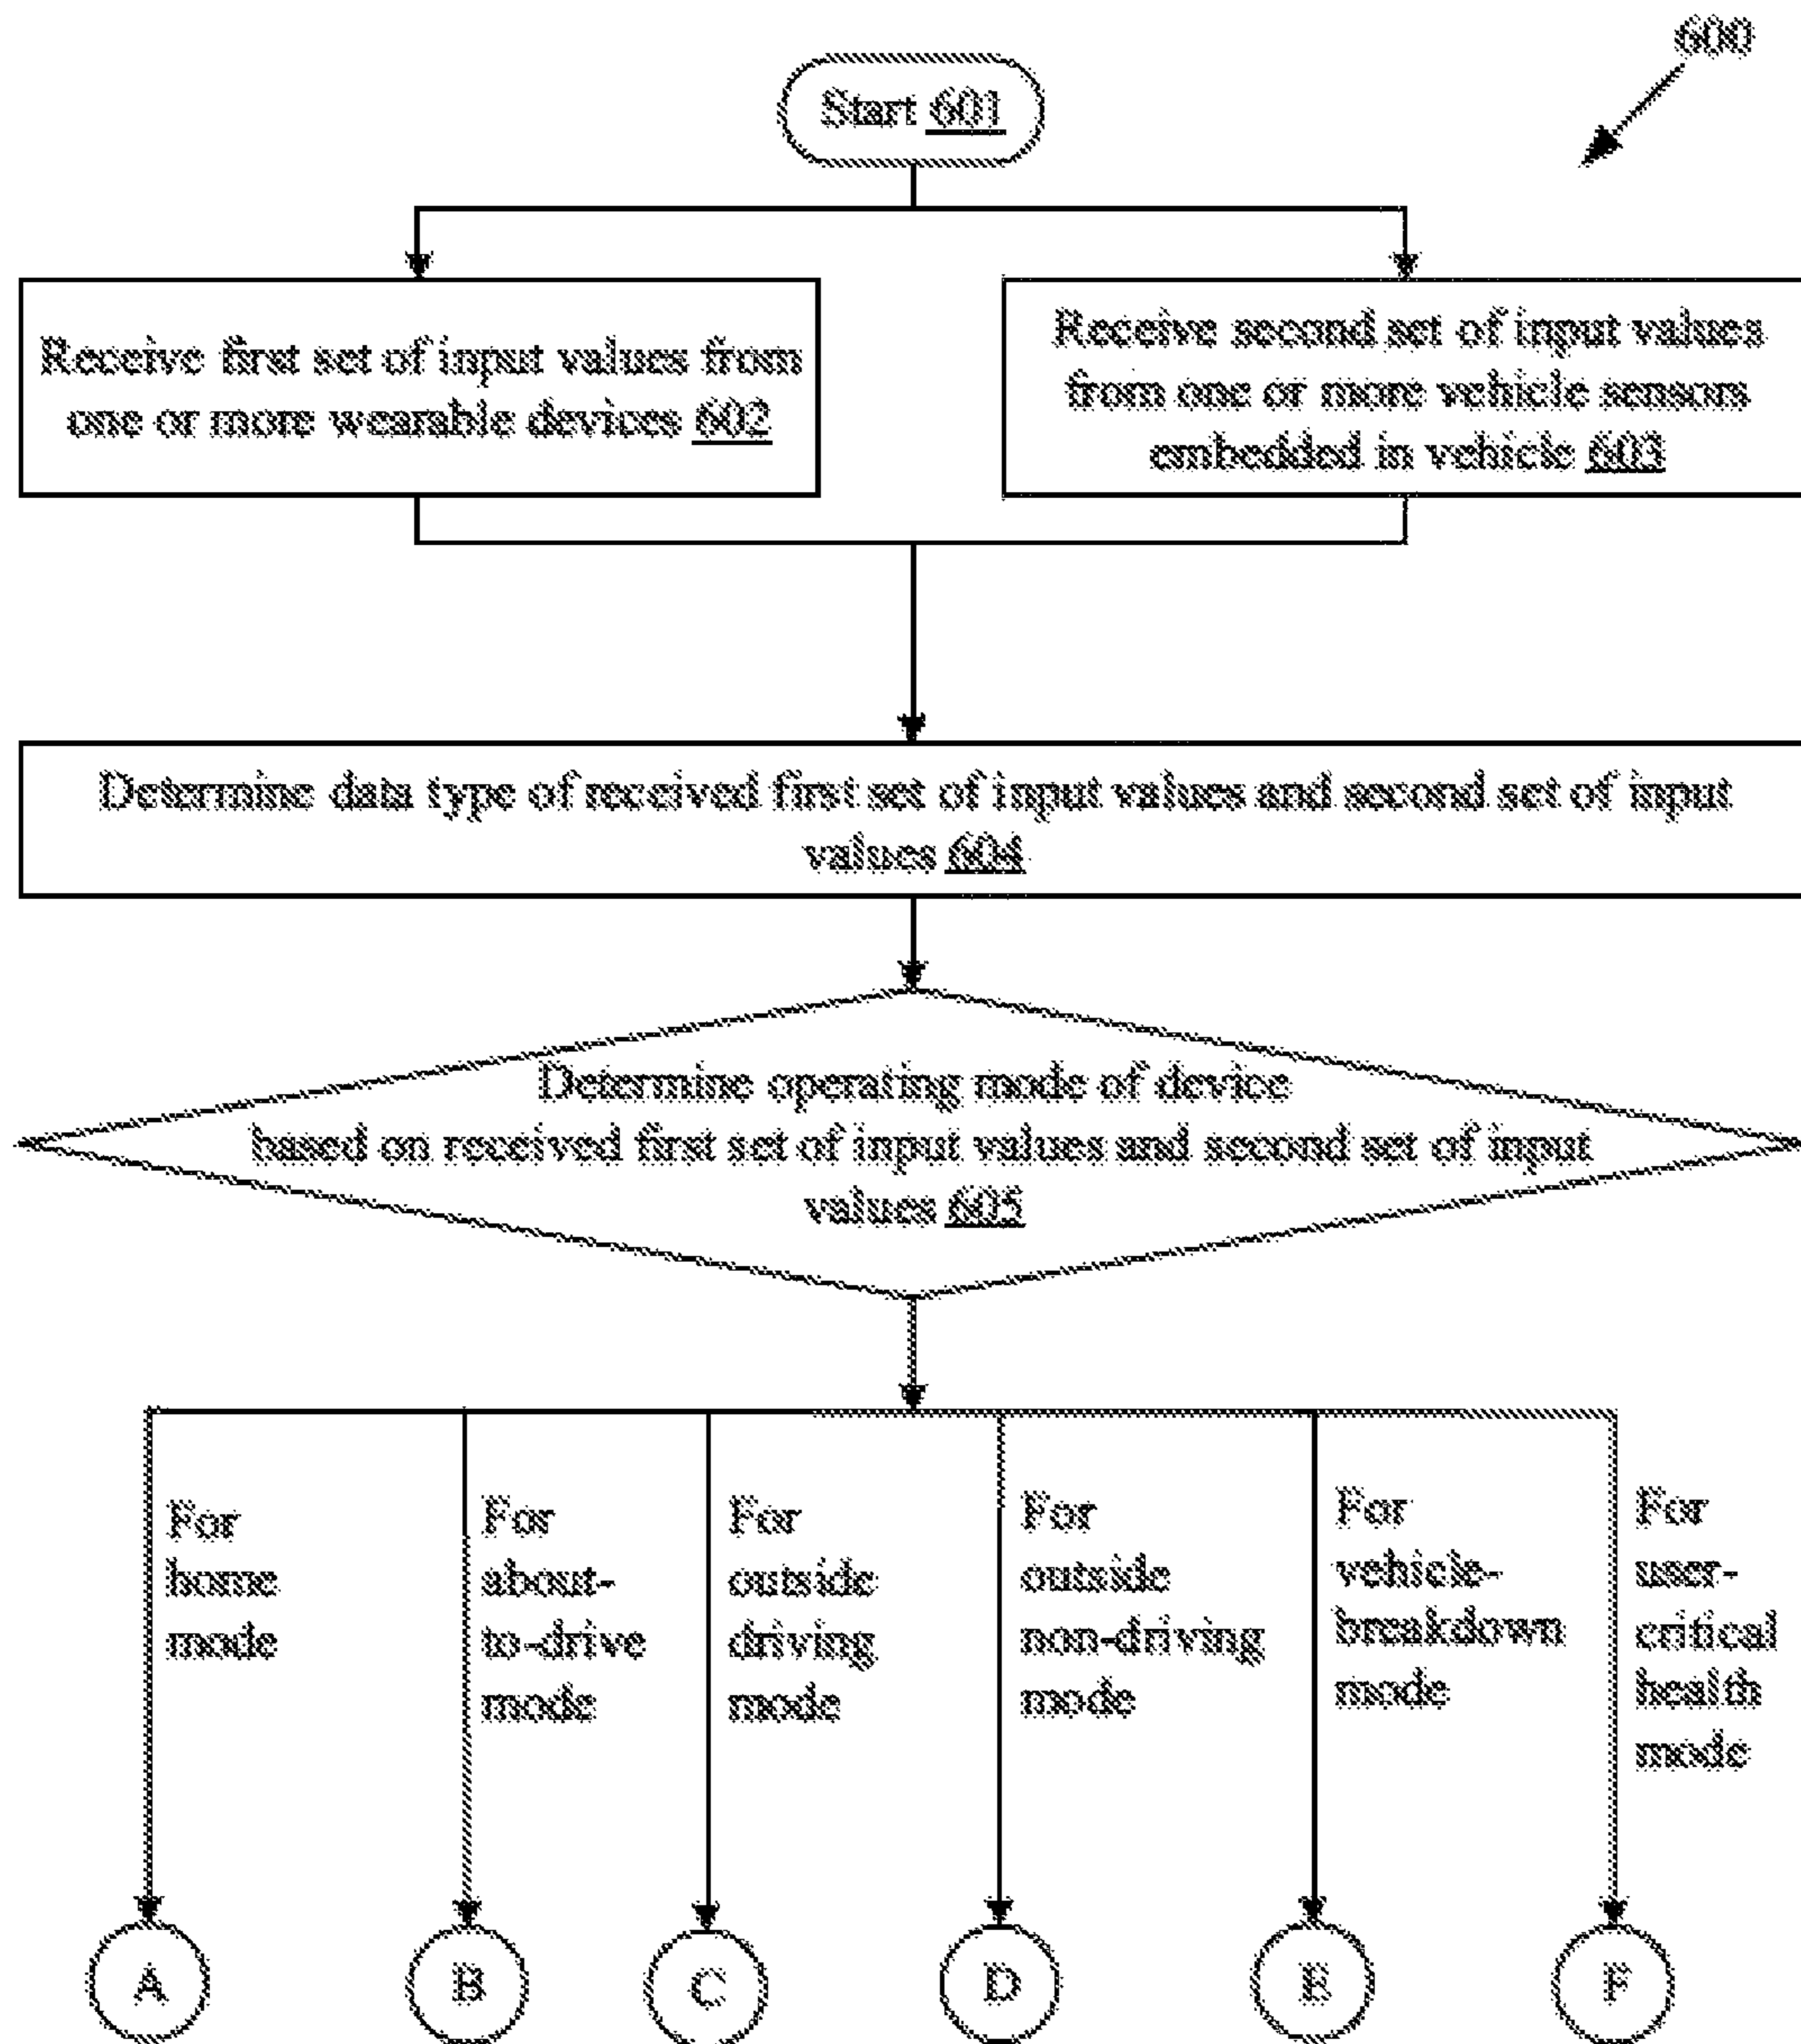 600
Start 601
Receive first set of input values from
one or more wearable devices 602
Receive second set of input values
from one or more vehicle sensors
embedded in vehicle 603
Determine data type of received first set of input values and second set of input
values 604
Determine operating mode of device
based on received first set of input values and second set of input
values 605
For
home
mode
For
about-
to-drive
mode
For
outside
driving
mode
For
outside
non-driving
mode
For
vehicle-
breakdown
mode
For
user-
critical
health
mode
A
B
C
D
E
F